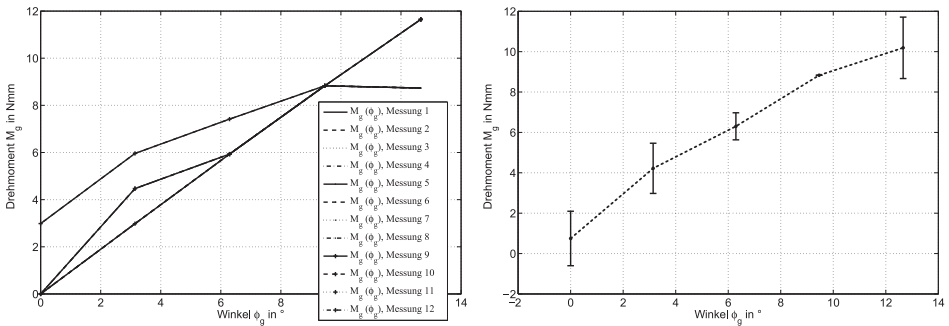 12
10
8
6
4
2
0
0
2
4
6
8
14
Drehmoment M_g in Nmm
Winkel ϕ_g in °
M_g(ϕ_g), Messung 1
M_g(ϕ_g), Messung 2
M_g(ϕ_g), Messung 3
M_g(ϕ_g), Messung 4
M_g(ϕ_g), Messung 5
M_g(ϕ_g), Messung 6
M_g(ϕ_g), Messung 7
M_g(ϕ_g), Messung 8
M_g(ϕ_g), Messung 9
M_g(ϕ_g), Messung 10
M_g(ϕ_g), Messung 11
M_g(ϕ_g), Messung 12
12
10
8
6
4
2
0
−2
−2
0
2
4
6
8
10
12
14
Drehmoment M_g in Nmm
Winkel ϕ_g in °